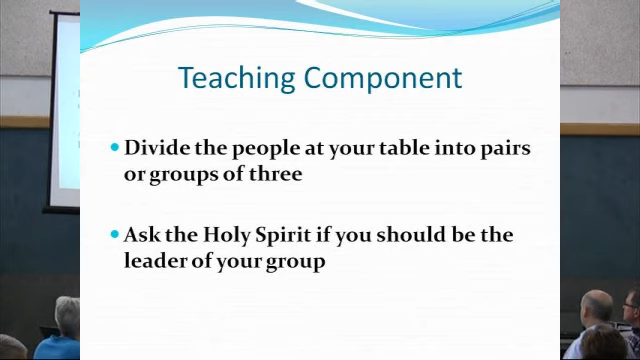 Teaching Component
Divide the people at your table into pairs
or groups of three
Ask the Holy Spirit if you should be the
leader of your group